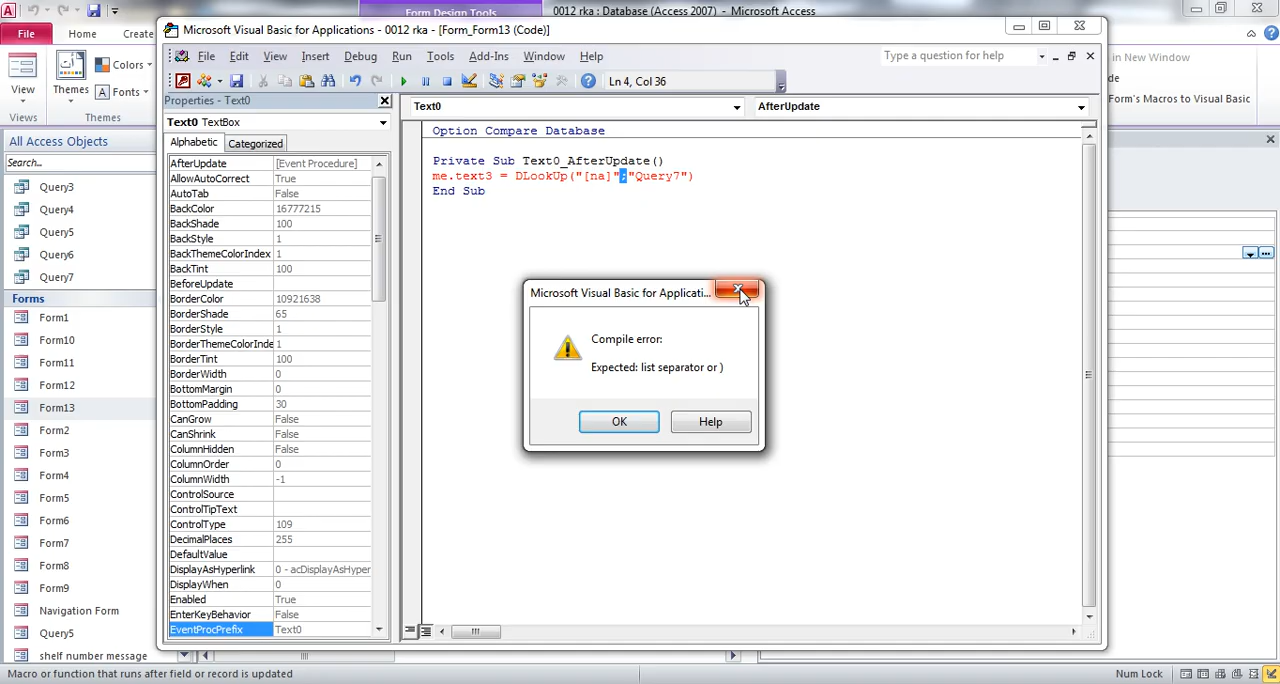 Form Design Tools
0012 rka : Database (Access 2007) - Microsoft Access
File
Home
Create
View
Themes
Colors
Fonts
Views
Themes
in New Window
de
Form's Macros to Visual Basic
All Access Objects
Search...
Query3
Query4
Query5
Query6
Query7
Forms
Form1
Form10
Form11
Form12
Form13
Form2
Form3
Form4
Form5
Form6
Form7
Form8
Form9
Navigation Form
Query5
shelf number message
Microsoft Visual Basic for Applications - 0012 rka - [Form_Form13 (Code)]
File Edit View Insert Format Debug Run Tools Add-Ins Window Help
Type a question for help
Ln 4, Col 36
Properties - Text0
Text0 TextBox
Alphabetic Categorized
AfterUpdate [Event Procedure]
AllowAutoCorrect True
AutoTab False
BackColor 16777215
BackShade 100
BackStyle 1
BackThemeColorIndex 1
BackTint 100
BeforeUpdate
BorderColor 10921638
BorderShade 65
BorderStyle 1
BorderThemeColorInde 1
BorderTint 100
BorderWidth 0
BottomMargin 0
BottomPadding 30
CanGrow False
CanShrink False
ColumnHidden False
ColumnOrder 0
ColumnWidth -1
ControlSource
ControlTipText
ControlType 109
DecimalPlaces 255
DefaultValue
DisplayAsHyperlink 0 - acDisplayAsHyper
DisplayWhen 0
Enabled True
EnterKeyBehavior False
EventProcPrefix Text0
Text0
AfterUpdate
Option Compare Database
Private Sub Text0_AfterUpdate()
me.text3 = DLookUp("[na]";"Query7")
End Sub
Microsoft Visual Basic for Applicati...
Compile error:
Expected: list separator or )
OK
Help
Macro or function that runs after field or record is updated
Num Lock